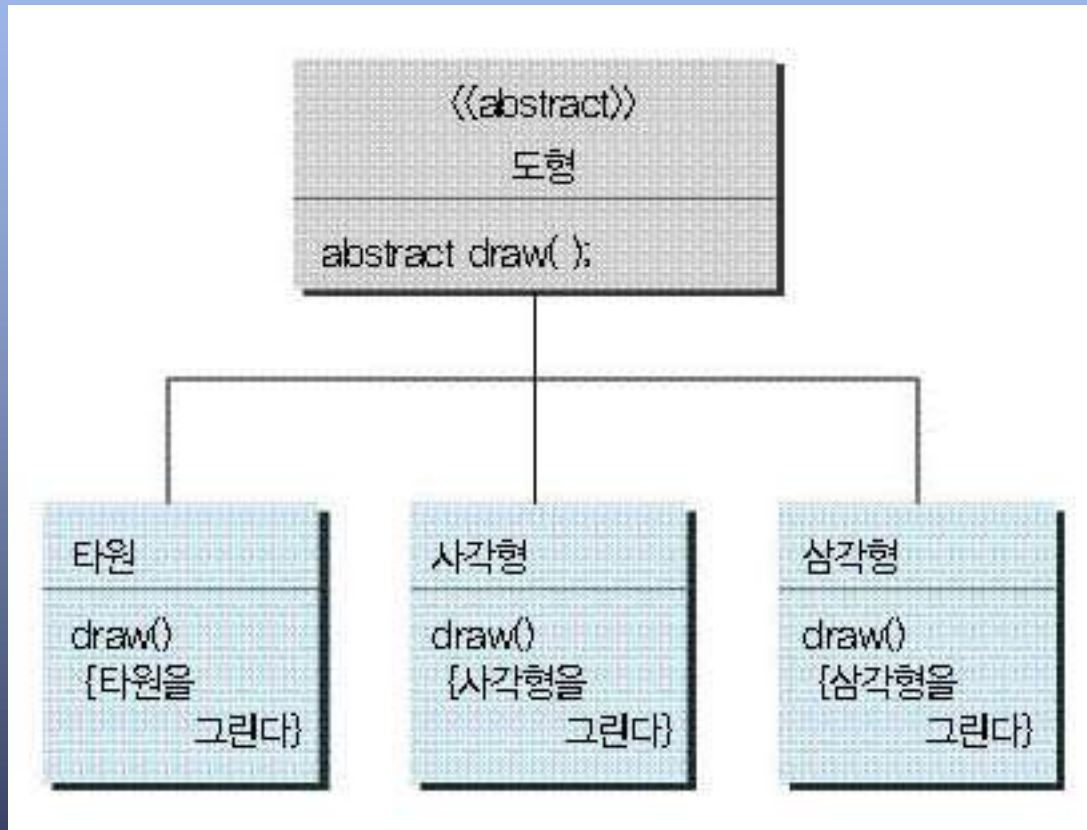 《abstract》
도형
abstract draw( );
타원
draw()
{타원을
그린다}
사각형
draw()
{사각형을
그린다}
삼각형
draw()
{삼각형을
그린다}